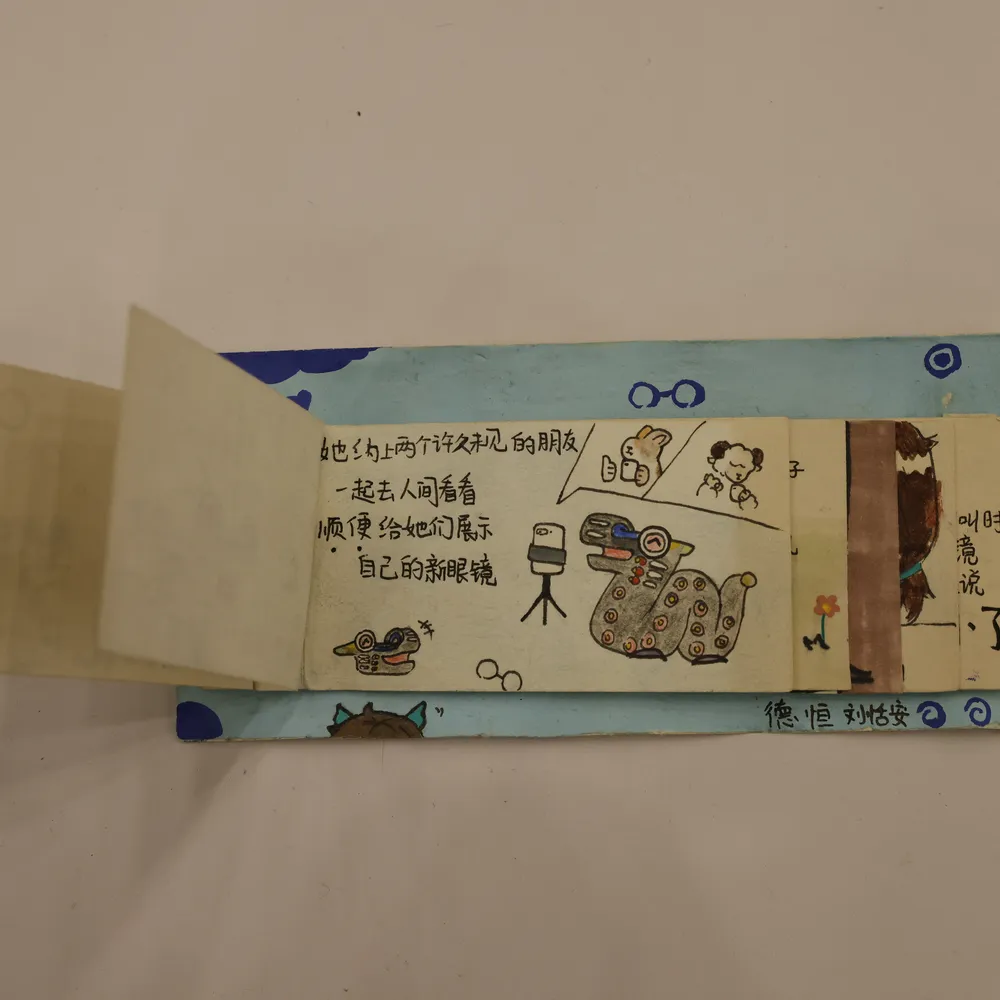 她约上两个许久未见的朋友
一起去人间看看
顺便给她们展示
自己的新眼镜
子
叫时
镜
说
德·恒 刘恬安